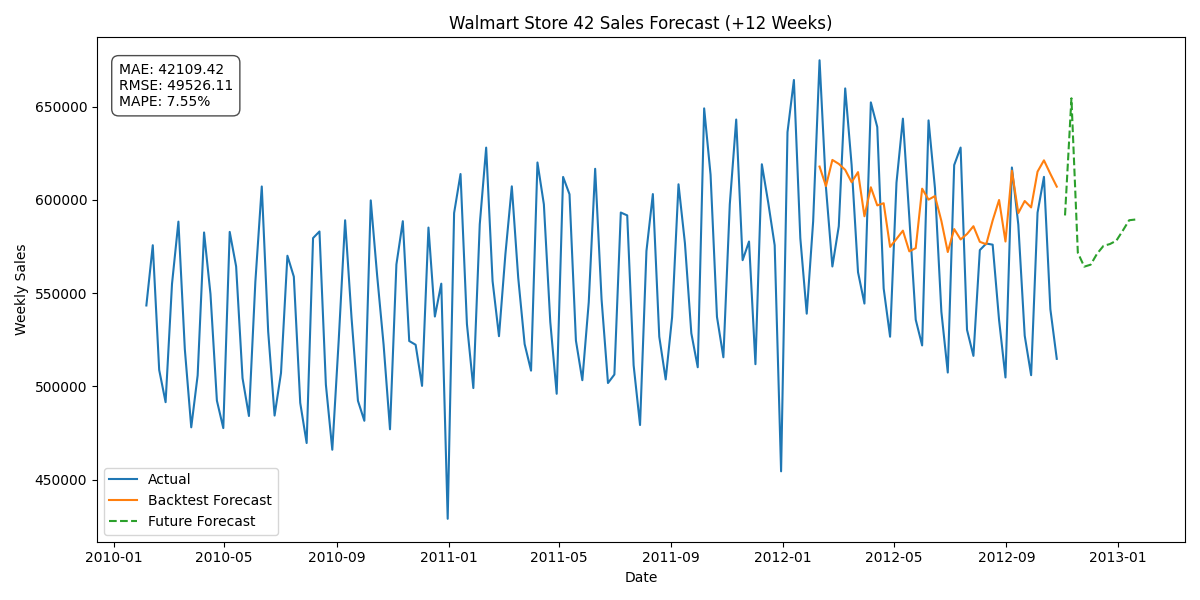 Walmart Store 42 Sales Forecast (+12 Weeks)
MAE: 42109.42
RMSE: 49526.11
MAPE: 7.55%
Weekly Sales
650000
600000
550000
500000
450000
Actual
Backtest Forecast
Future Forecast
2010-01 2010-05 2010-09 2011-01 2011-05 2011-09 2012-01 2012-05 2012-09 2013-01
Date